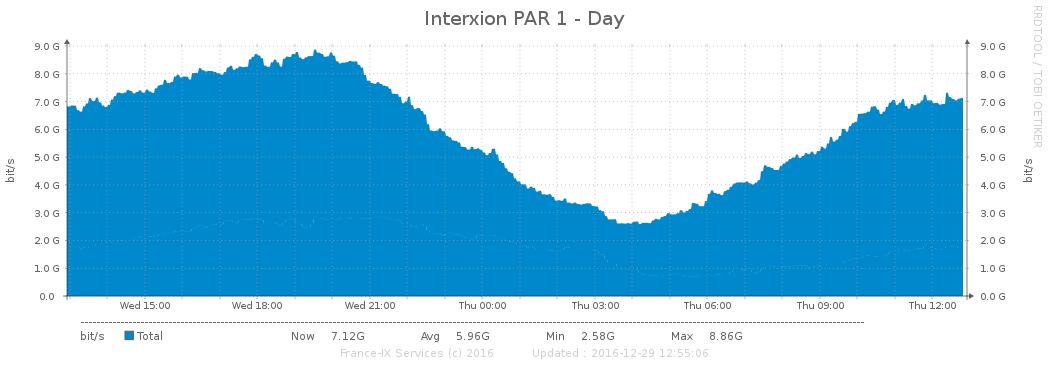 Interxion PAR 1 - Day
RRDTOOL / TOBI OETIKER
9.0 G 9.0 G
8.0 G 8.0 G
7.0 G 7.0 G
6.0 G 6.0 G
5.0 G 5.0 G
4.0 G 4.0 G
3.0 G 3.0 G
2.0 G 2.0 G
1.0 G 1.0 G
0.0 0.0 G
bit/s
bit/s
Wed 15:00 Wed 18:00 Wed 21:00 Thu 00:00 Thu 03:00 Thu 06:00 Thu 09:00 Thu 12:00
bit/s Total Now 7.12G Avg 5.96G Min 2.58G Max 8.86G
France-IX Services (c) 2016 Updated : 2016-12-29 12:55:06